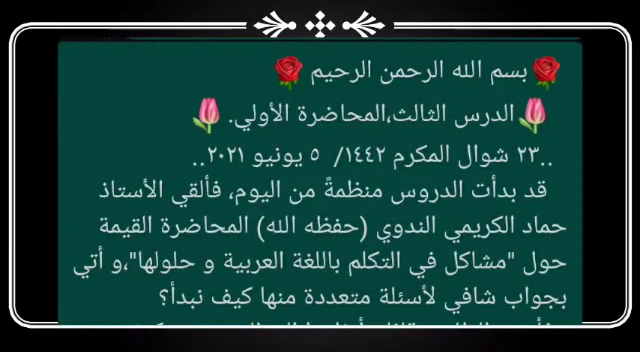 🌹بسم الله الرحمن الرحيم 🌹
🌷الدرس الثالث،المحاضرة الأولي. 🌷
..٢٣ شوال المكرم ١٤٤٢/ ٥ يونيو ٢٠٢١..
قد بدأت الدروس منظمةً من اليوم، فألقي الأستاذ
حماد الكريمي الندوي (حفظه الله) المحاضرة القيمة
حول "مشاكل في التكلم باللغة العربية و حلولها"،و أتي
بجواب شافي لأسئلة متعددة منها كيف نبدأ؟